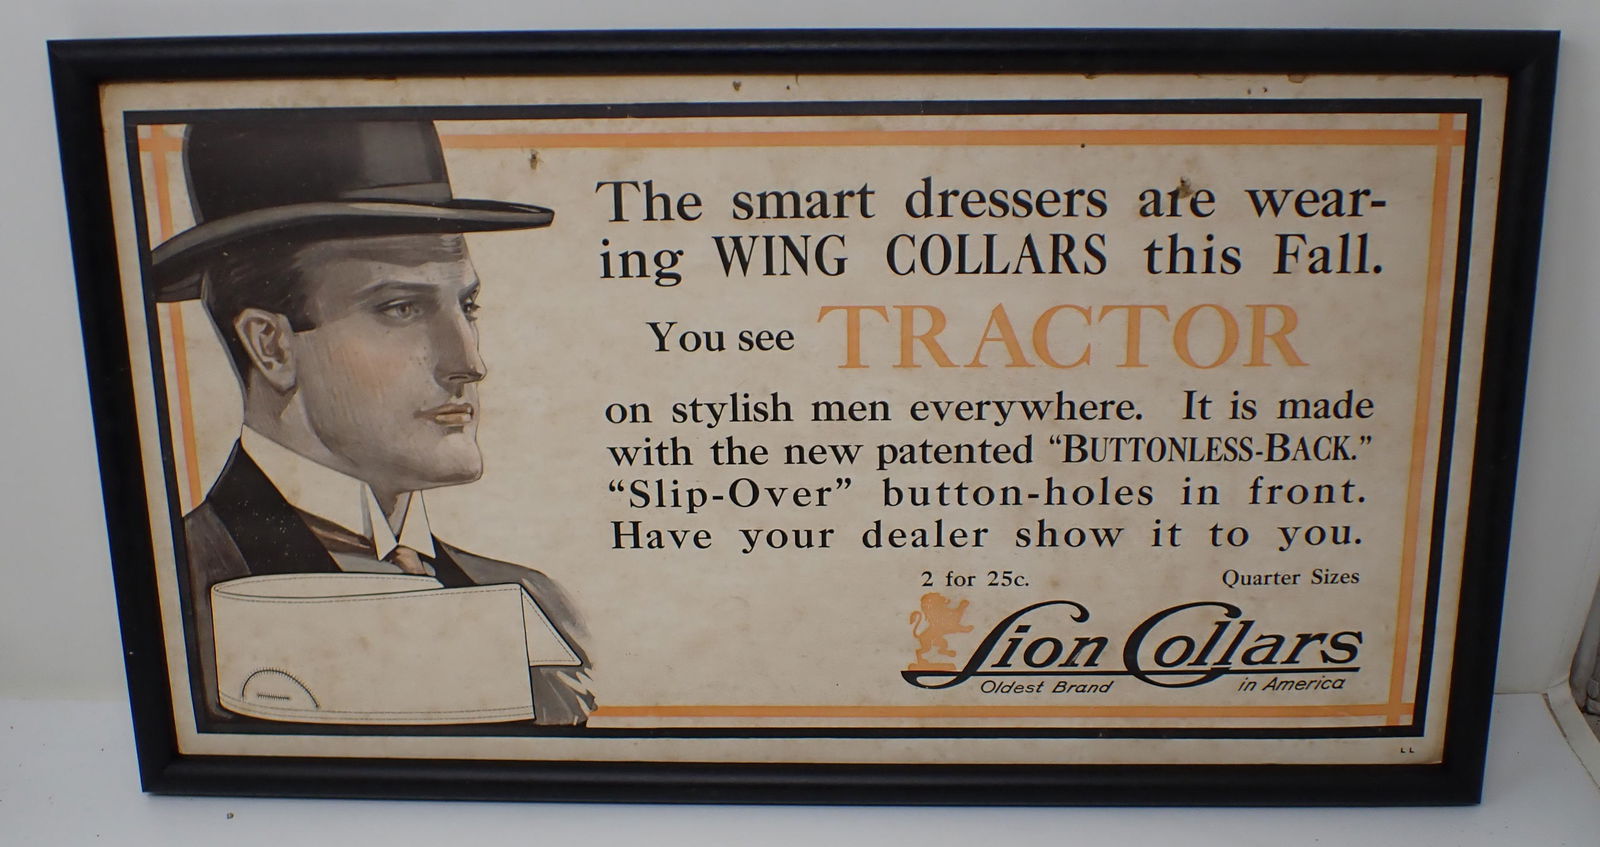 The smart dressers are wear-
ing WING COLLARS this Fall.
You see TRACTOR
on stylish men everywhere. It is made
with the new patented "BUTTONLESS-BACK."
"Slip-Over" button-holes in front.
Have your dealer show it to you.
2 for 25c. Quarter Sizes
Lion Collars
Oldest Brand in America
L L